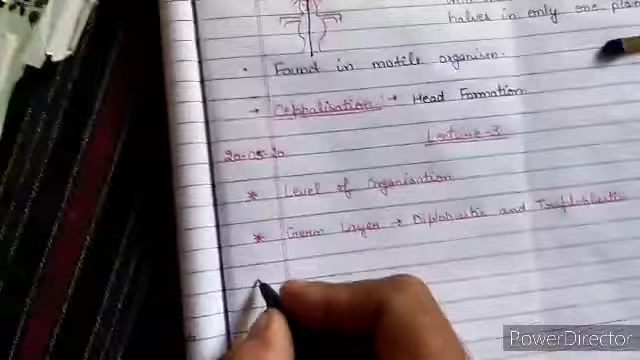 halves in only one plan
• Found in motile organism.
→ Cephalisation → Head Formation
20.05.20 Lecture-3
* Level of Organisation
* Germ Layer → Diploblastic and Triploblastic
PowerDirector